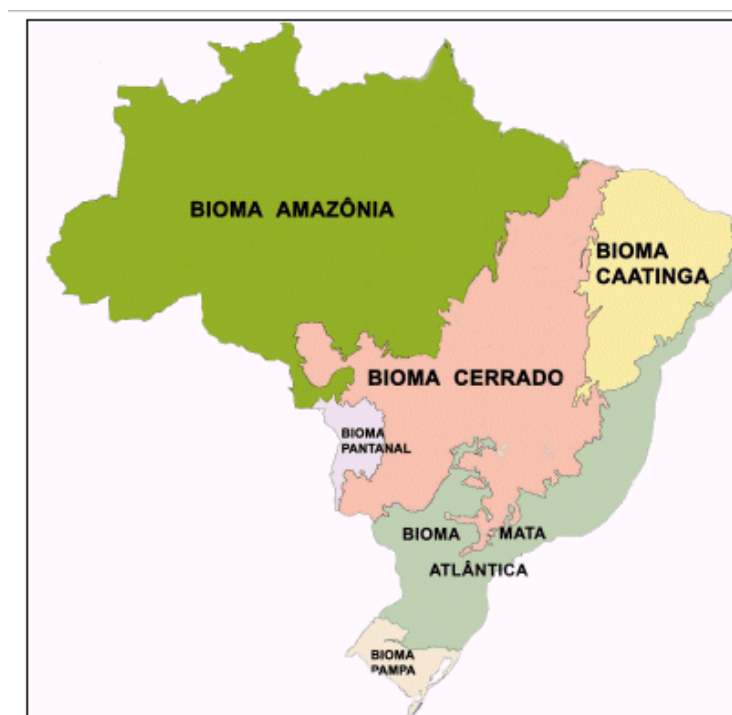 BIOMA AMAZÔNIA
BIOMA
CAATINGA
BIOMA CERRADO
BIOMA
PANTANAL
BIOMA MATA
ATLÂNTICA
BIOMA
PAMPA